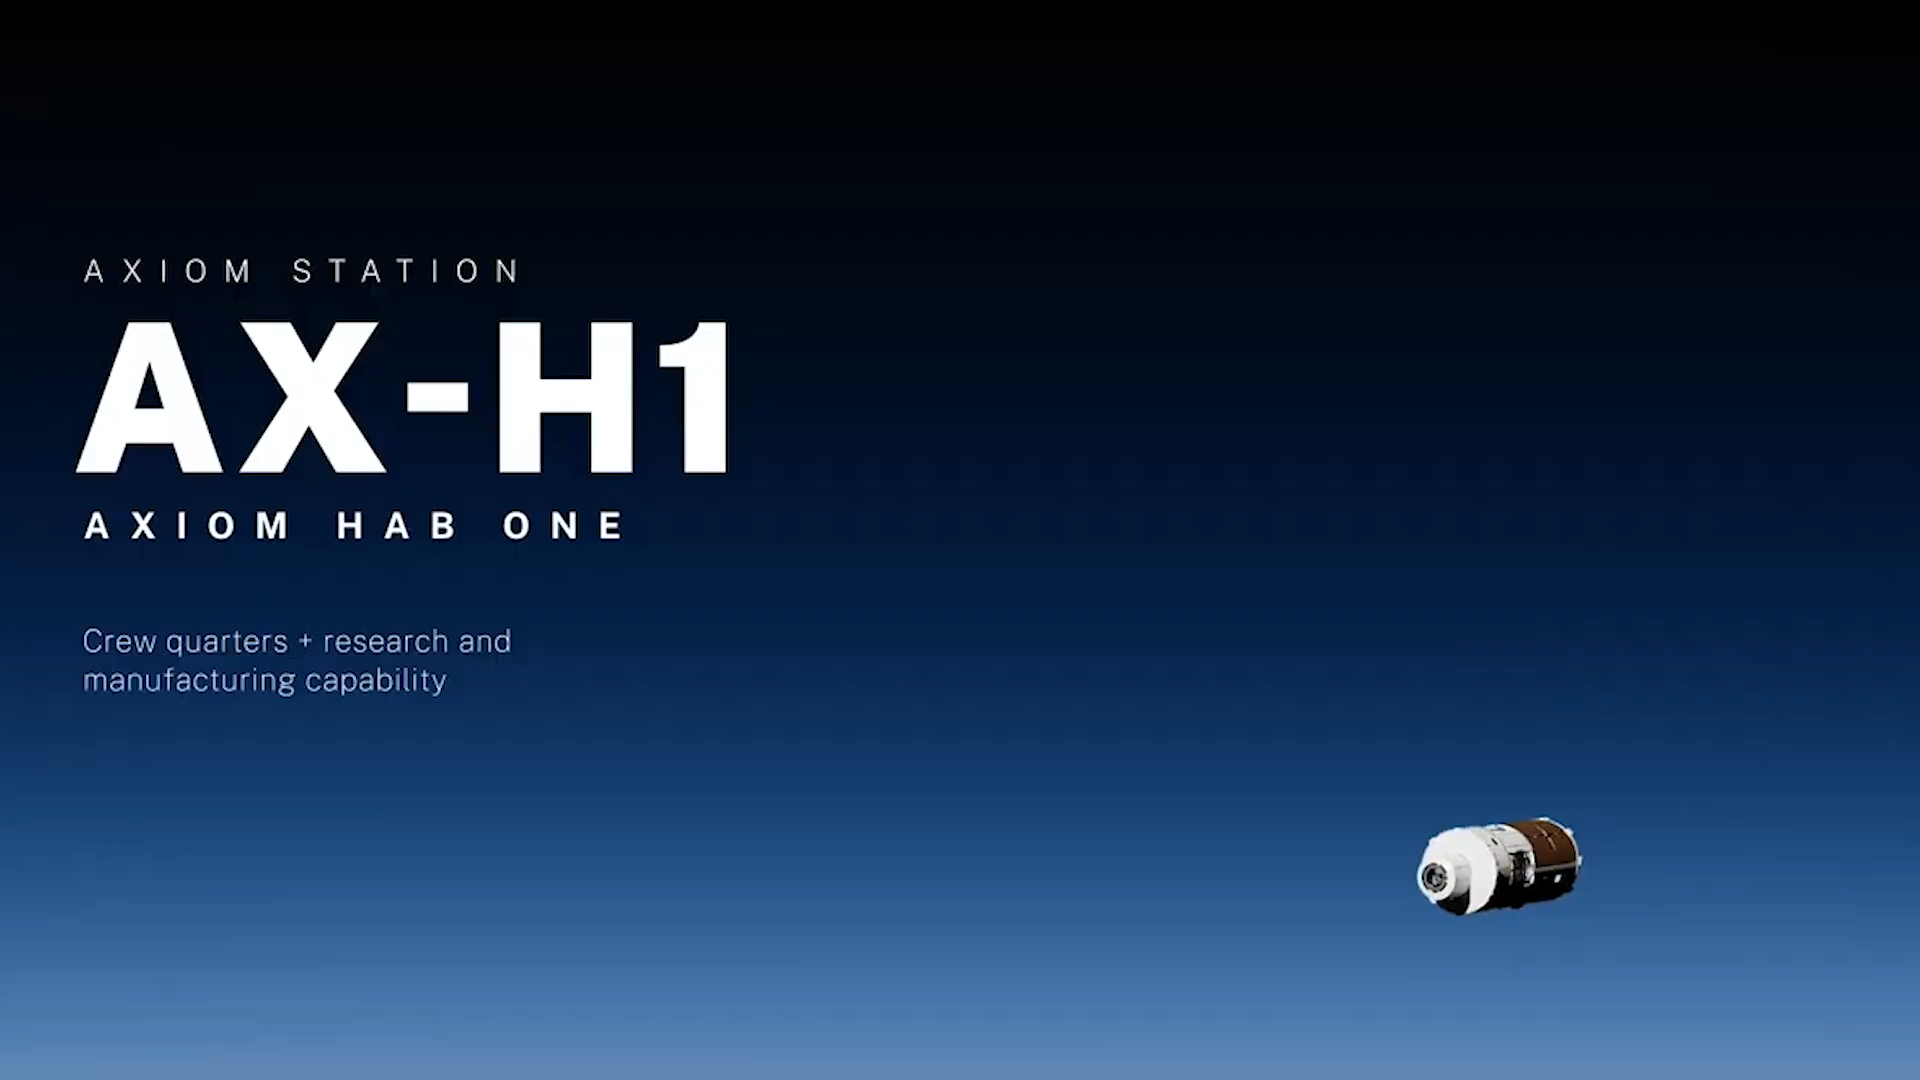 AXIOM STATION
AX-H1
AXIOM HAB ONE
Crew quarters + research and
manufacturing capability